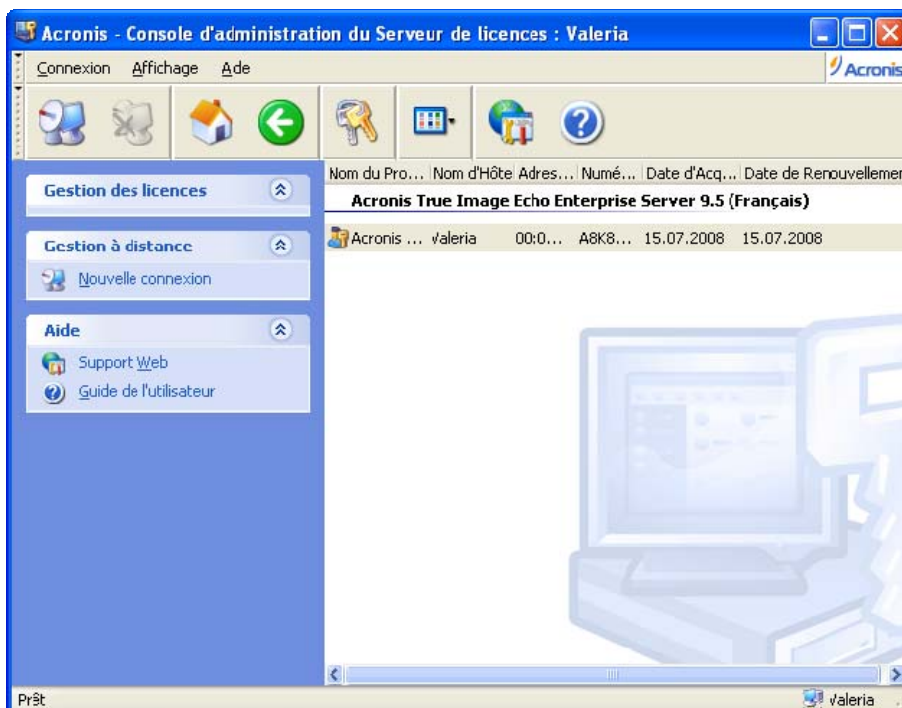 Acronis - Console d'administration du Serveur de licences : Valeria
Connexion Affichage Ade
Acronis
Gestion des licences
Gestion à distance
Nouvelle connexion
Aide
Support Web
Guide de l'utilisateur
Nom du Pro... Nom d'Hôte Adres... Numé... Date d'Acq... Date de Renouvellemer
Acronis True Image Echo Enterprise Server 9.5 (Français)
Acronis ... Valeria 00:0... A8K8... 15.07.2008 15.07.2008
Prêt
Valeria